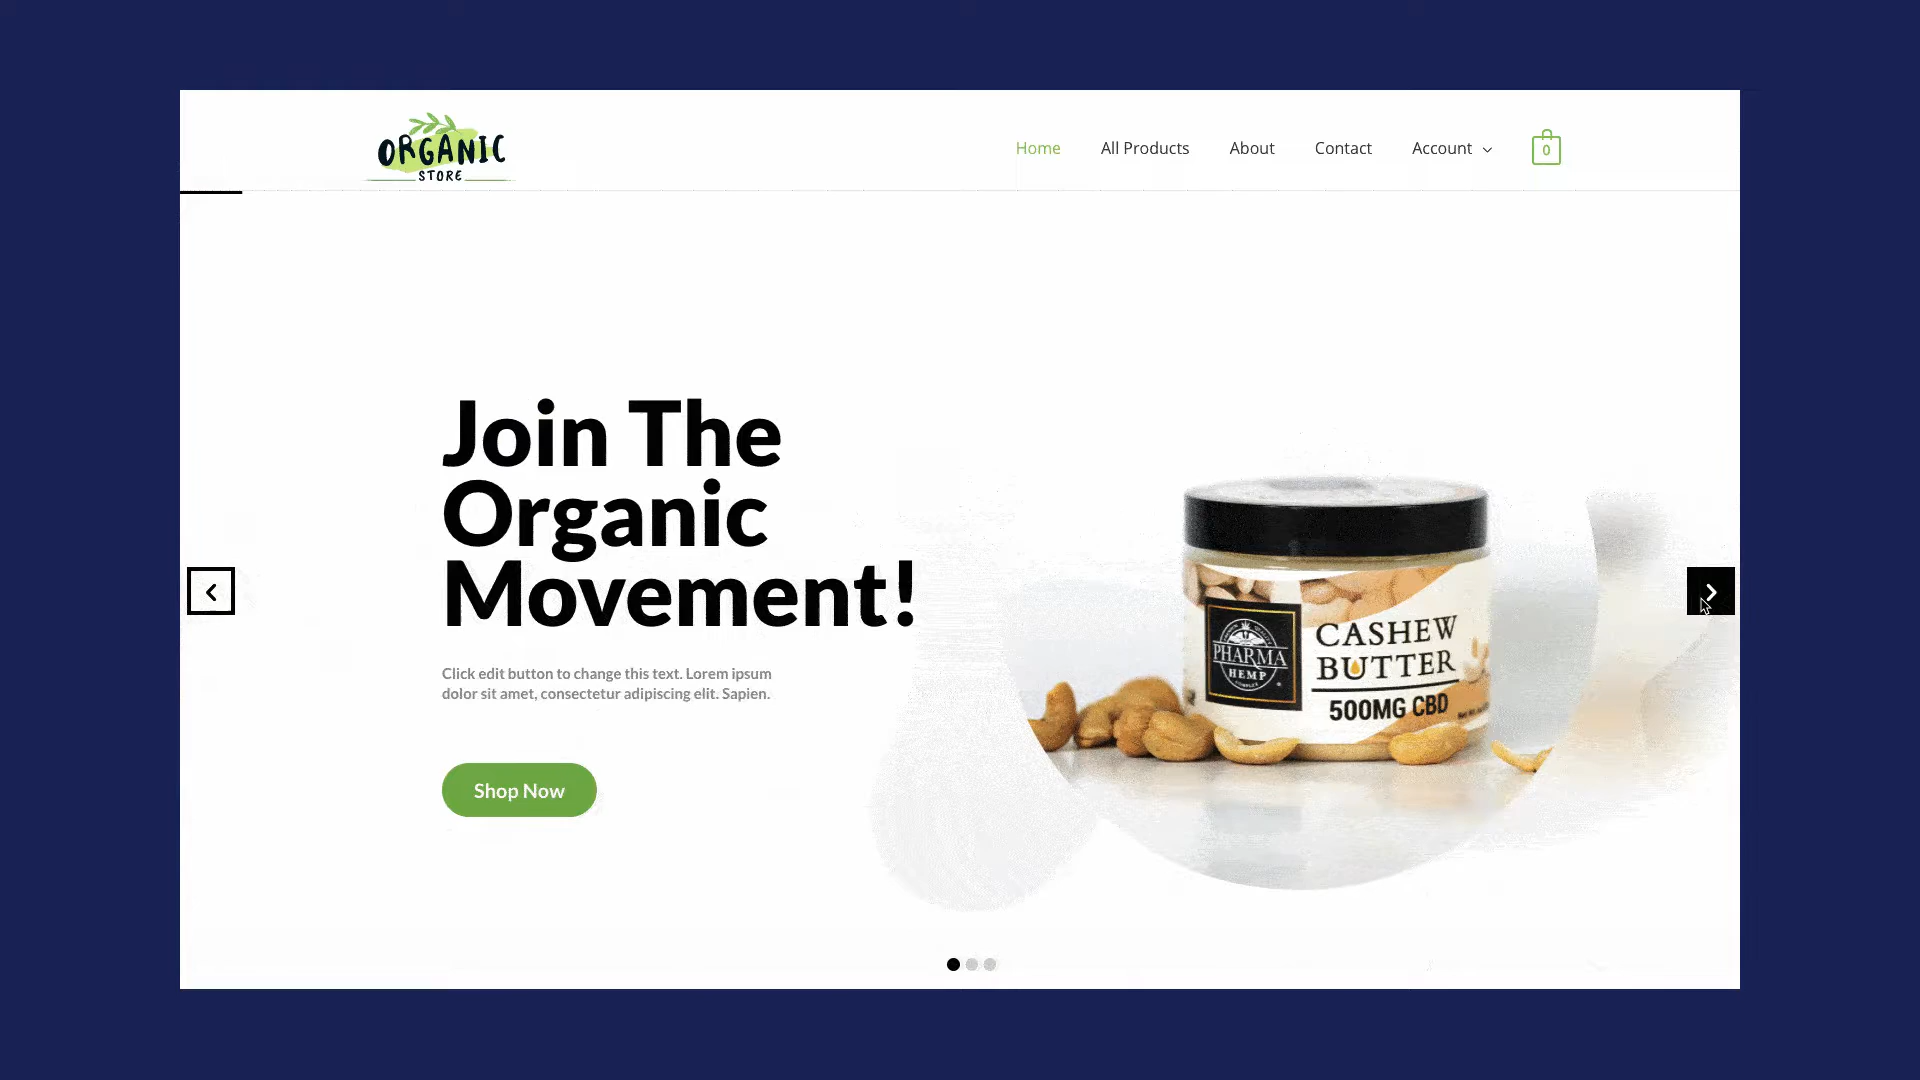 ORGANIC
STORE
Home
All Products
About
Contact
Account
0
Join The
Organic
Movement!
Click edit button to change this text. Lorem ipsum
dolor sit amet, consectetur adipiscing elit. Sapien.
Shop Now
PHARMA
HEMP
CASHEW
BUTTER
500MG CBD